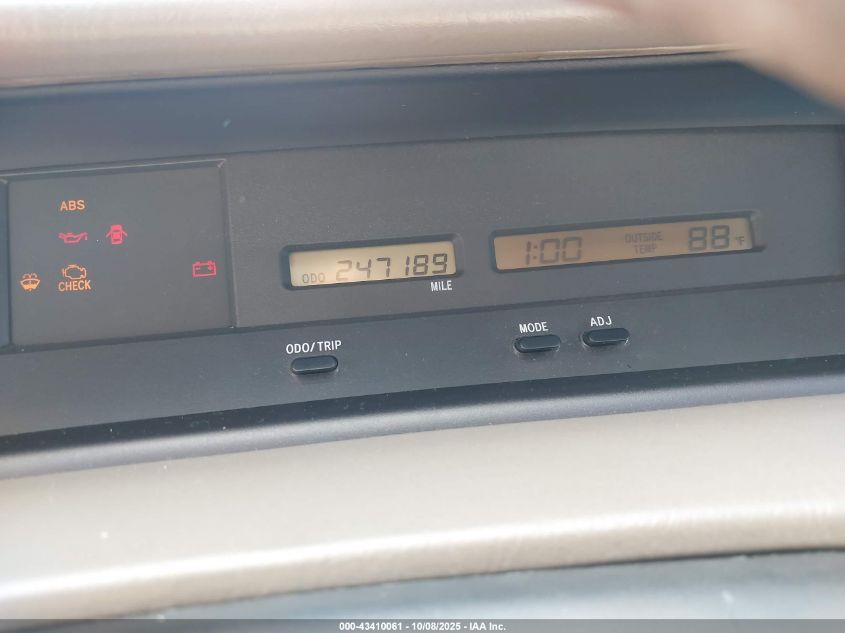 ABS
CHECK
ODO 247189
MILE
1:00 OUTSIDE TEMP 88°F
ODO/TRIP
MODE
ADJ
000-43410061 - 10/08/2025 - IAA Inc.